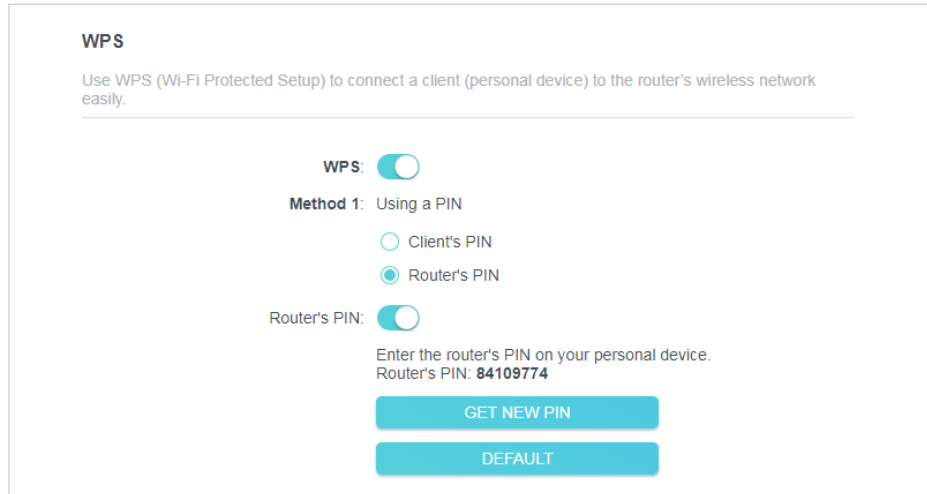 WPS
Use WPS (Wi-Fi Protected Setup) to connect a client (personal device) to the router's wireless network
easily.
WPS:
Method 1: Using a PIN
Client's PIN
Router's PIN
Router's PIN:
Enter the router's PIN on your personal device.
Router's PIN: 84109774
GET NEW PIN
DEFAULT